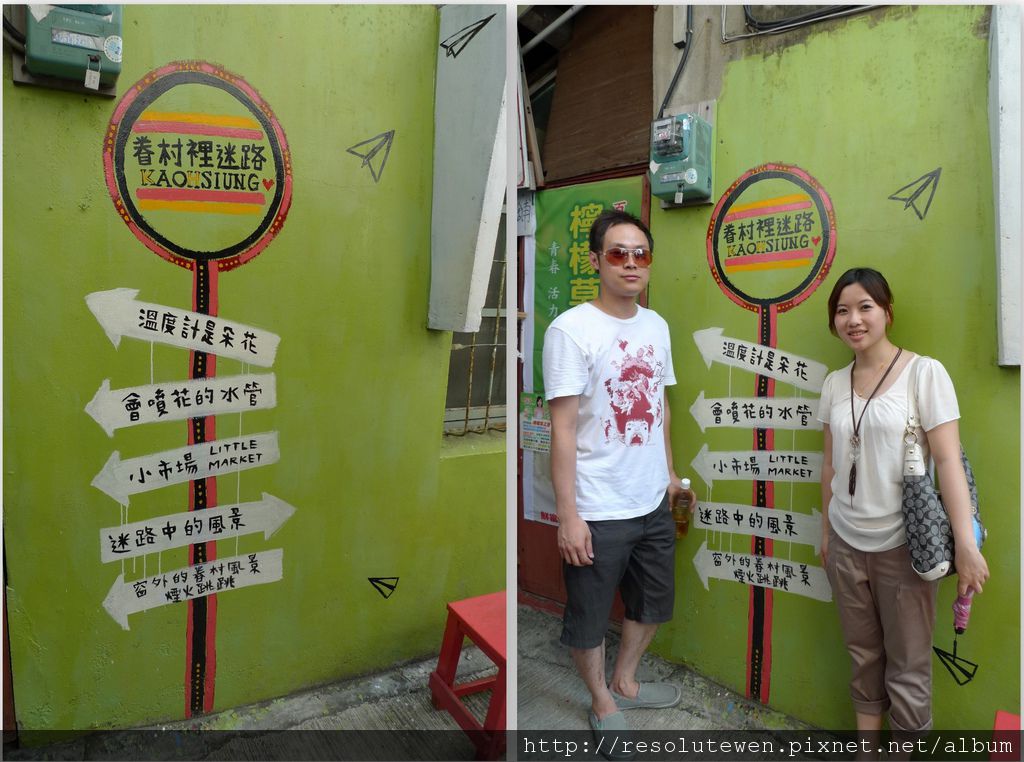 眷村裡迷路
KAOHSIUNG
溫度計是朵花
會噴花的水管
小市場 LITTLE
MARKET
迷路中的風景
窗外的眷村風景
煙火跳跳
眷村裡迷路
KAOHSIUNG
檸檬草
青春 活力
溫度計是朵花
會噴花的水管
小市場 LITTLE
MARKET
迷路中的風景
窗外的眷村風景
煙火跳跳
http://resolutewen.pixnet.net/album